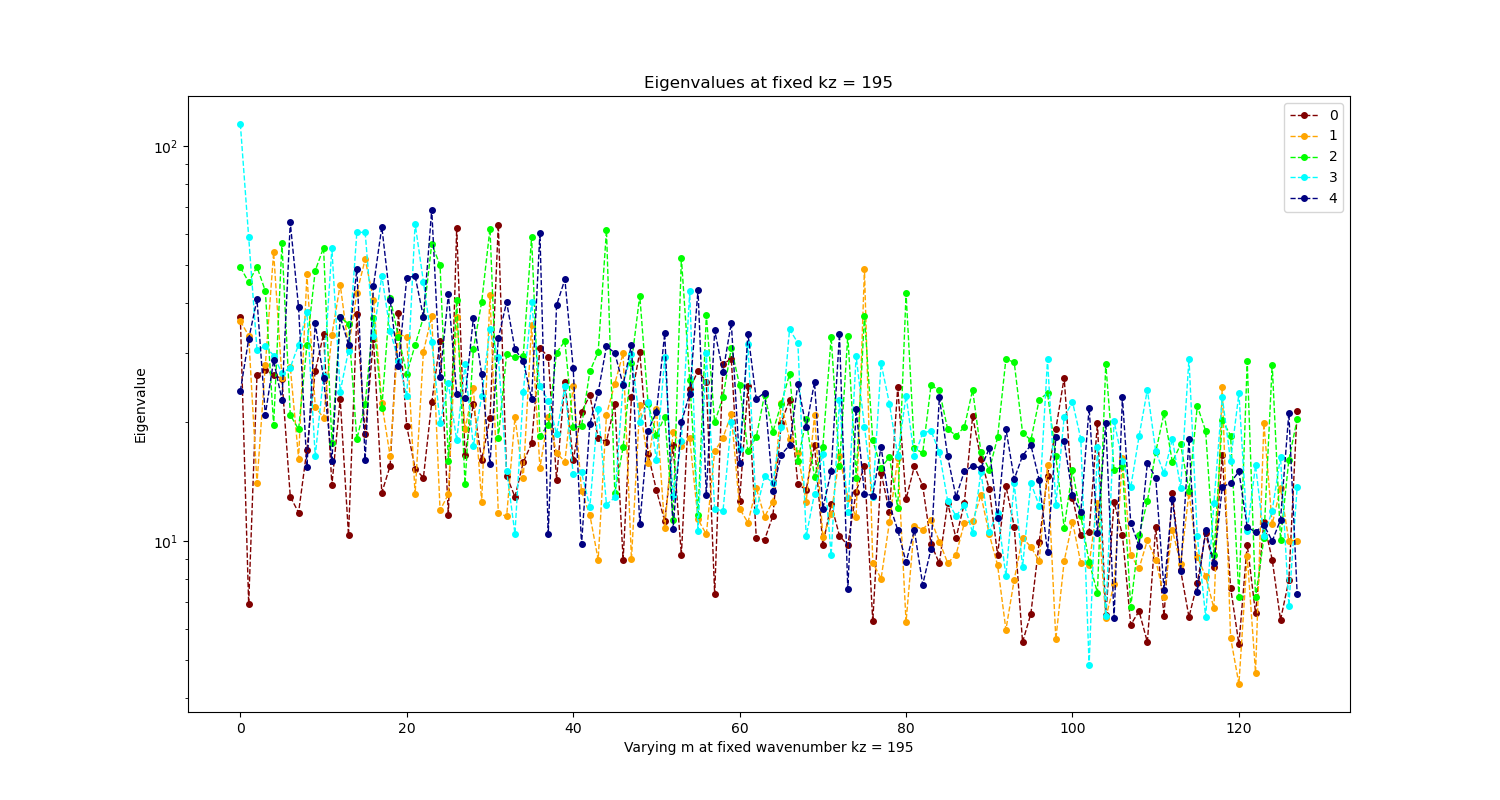 Eigenvalues at fixed kz = 195
Eigenvalue
10²
10¹
0
1
2
3
4
0 20 40 60 80 100 120
Varying m at fixed wavenumber kz = 195